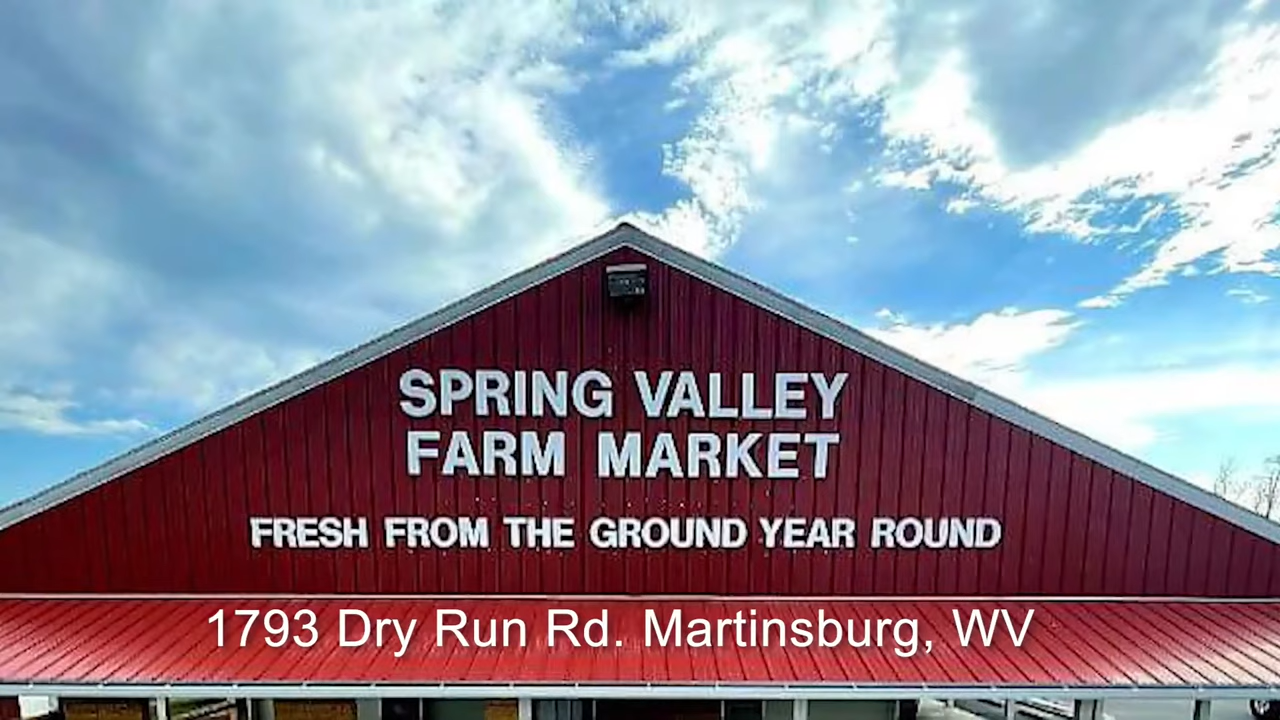 SPRING VALLEY
FARM MARKET
FRESH FROM THE GROUND YEAR ROUND
1793 Dry Run Rd. Martinsburg, WV